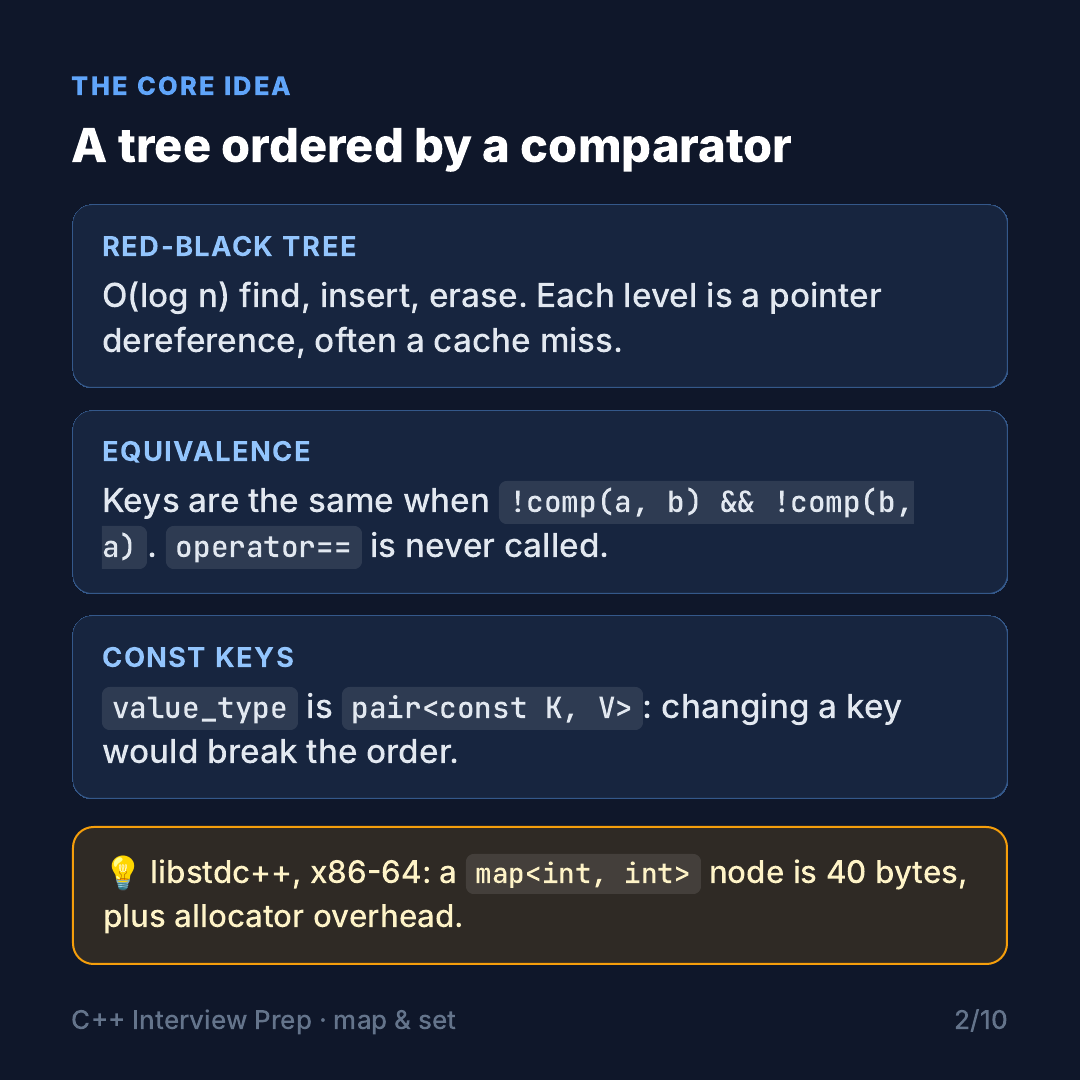 THE CORE IDEA
A tree ordered by a comparator
RED-BLACK TREE
O(log n) find, insert, erase. Each level is a pointer
dereference, often a cache miss.
EQUIVALENCE
Keys are the same when !comp(a, b) && !comp(b,
a). operator== is never called.
CONST KEYS
value_type is pair<const K, V>: changing a key
would break the order.
💡 libstdc++, x86-64: a map<int, int> node is 40 bytes,
plus allocator overhead.
C++ Interview Prep · map & set
2/10